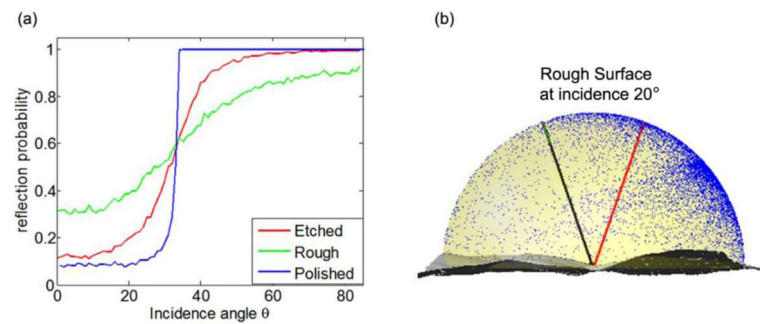 (a)
1
0.8
0.6
0.4
0.2
0
0
20
40
60
80
reflection probability
Incidence angle θ
Etched
Rough
Polished
(b)
Rough Surface
at incidence 20°